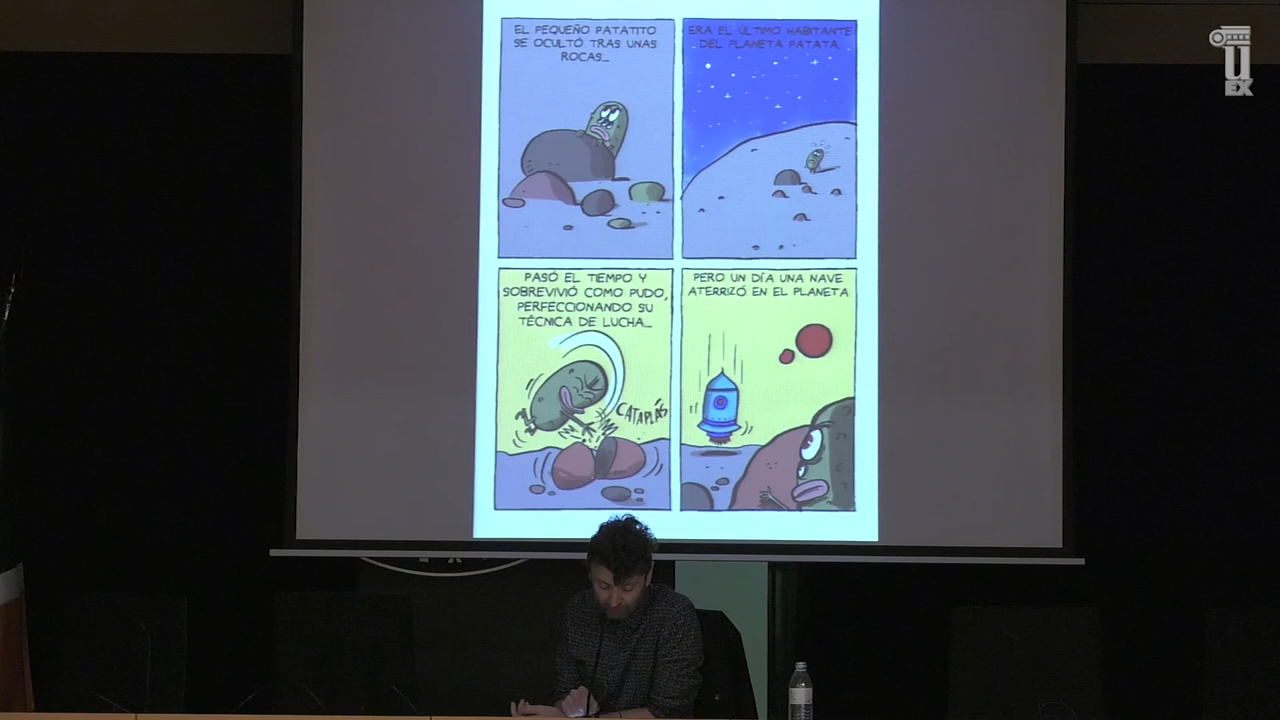 EL PEQUEÑO PATATITO
SE OCULTÓ TRAS UNAS
ROCAS...
ERA EL ÚLTIMO HABITANTE
DEL PLANETA PATATA.
PASÓ EL TIEMPO Y
SOBREVIVIÓ COMO PUDO,
PERFECCIONANDO SU
TÉCNICA DE LUCHA...
CATAPLÁS
PERO UN DÍA UNA NAVE
ATERRIZÓ EN EL PLANETA
UEX